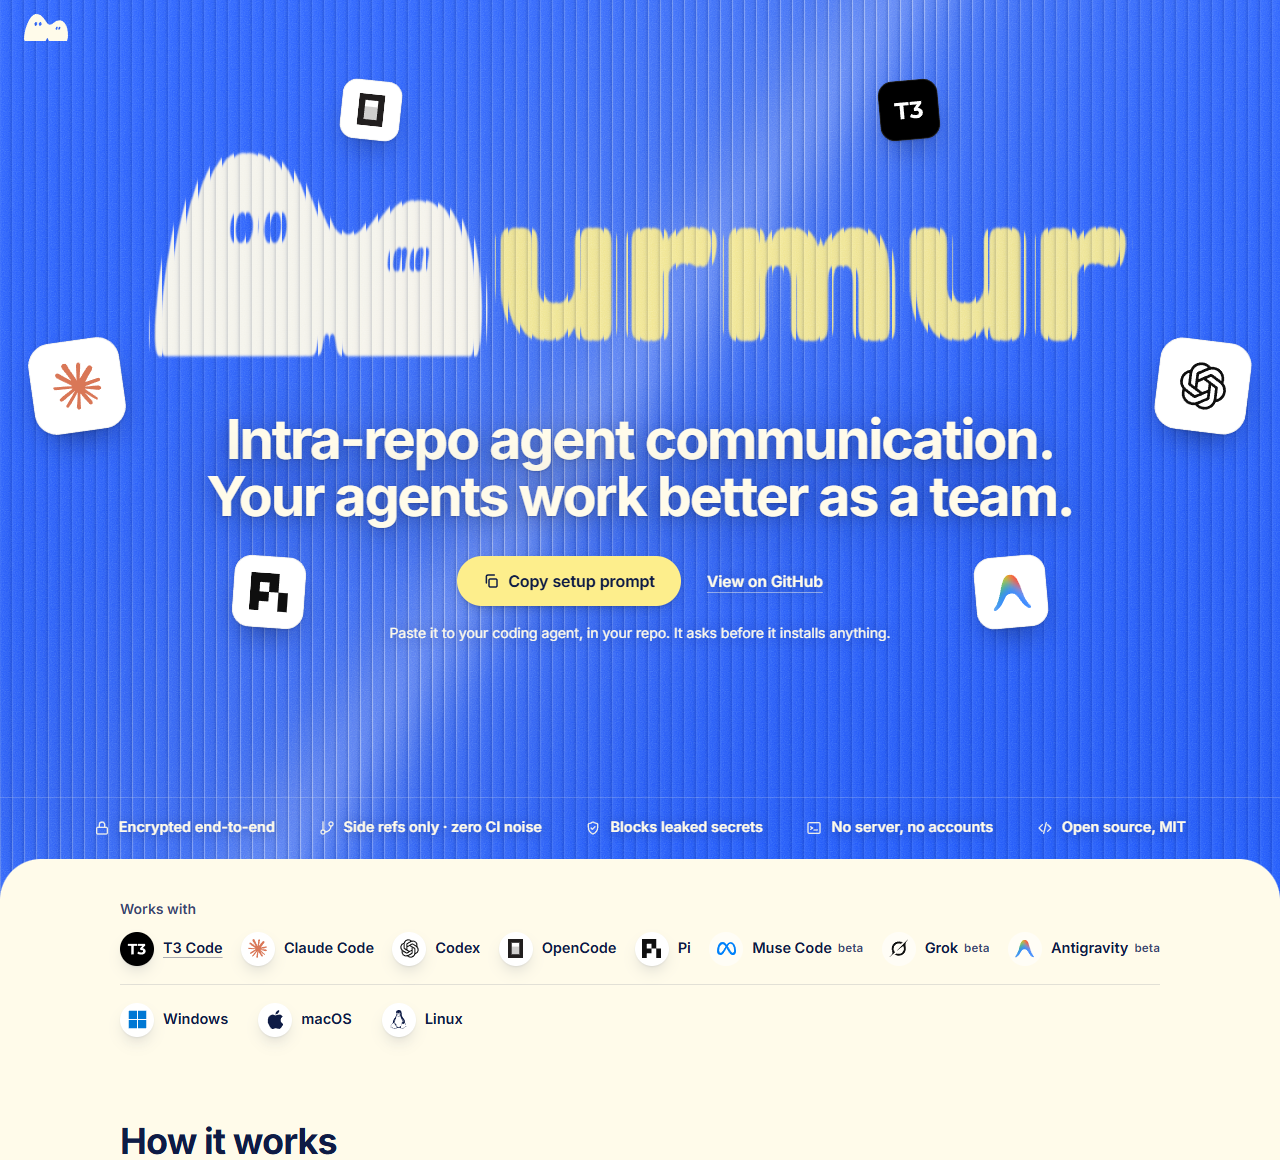 T3
urmur
Intra-repo agent communication.
Your agents work better as a team.
Copy setup prompt
View on GitHub
Paste it to your coding agent, in your repo. It asks before it installs anything.
Encrypted end-to-end
Side refs only · zero CI noise
Blocks leaked secrets
No server, no accounts
Open source, MIT
Works with
T3 T3 Code Claude Code Codex OpenCode Pi Muse Code beta Grok beta Antigravity beta
Windows macOS Linux
How it works